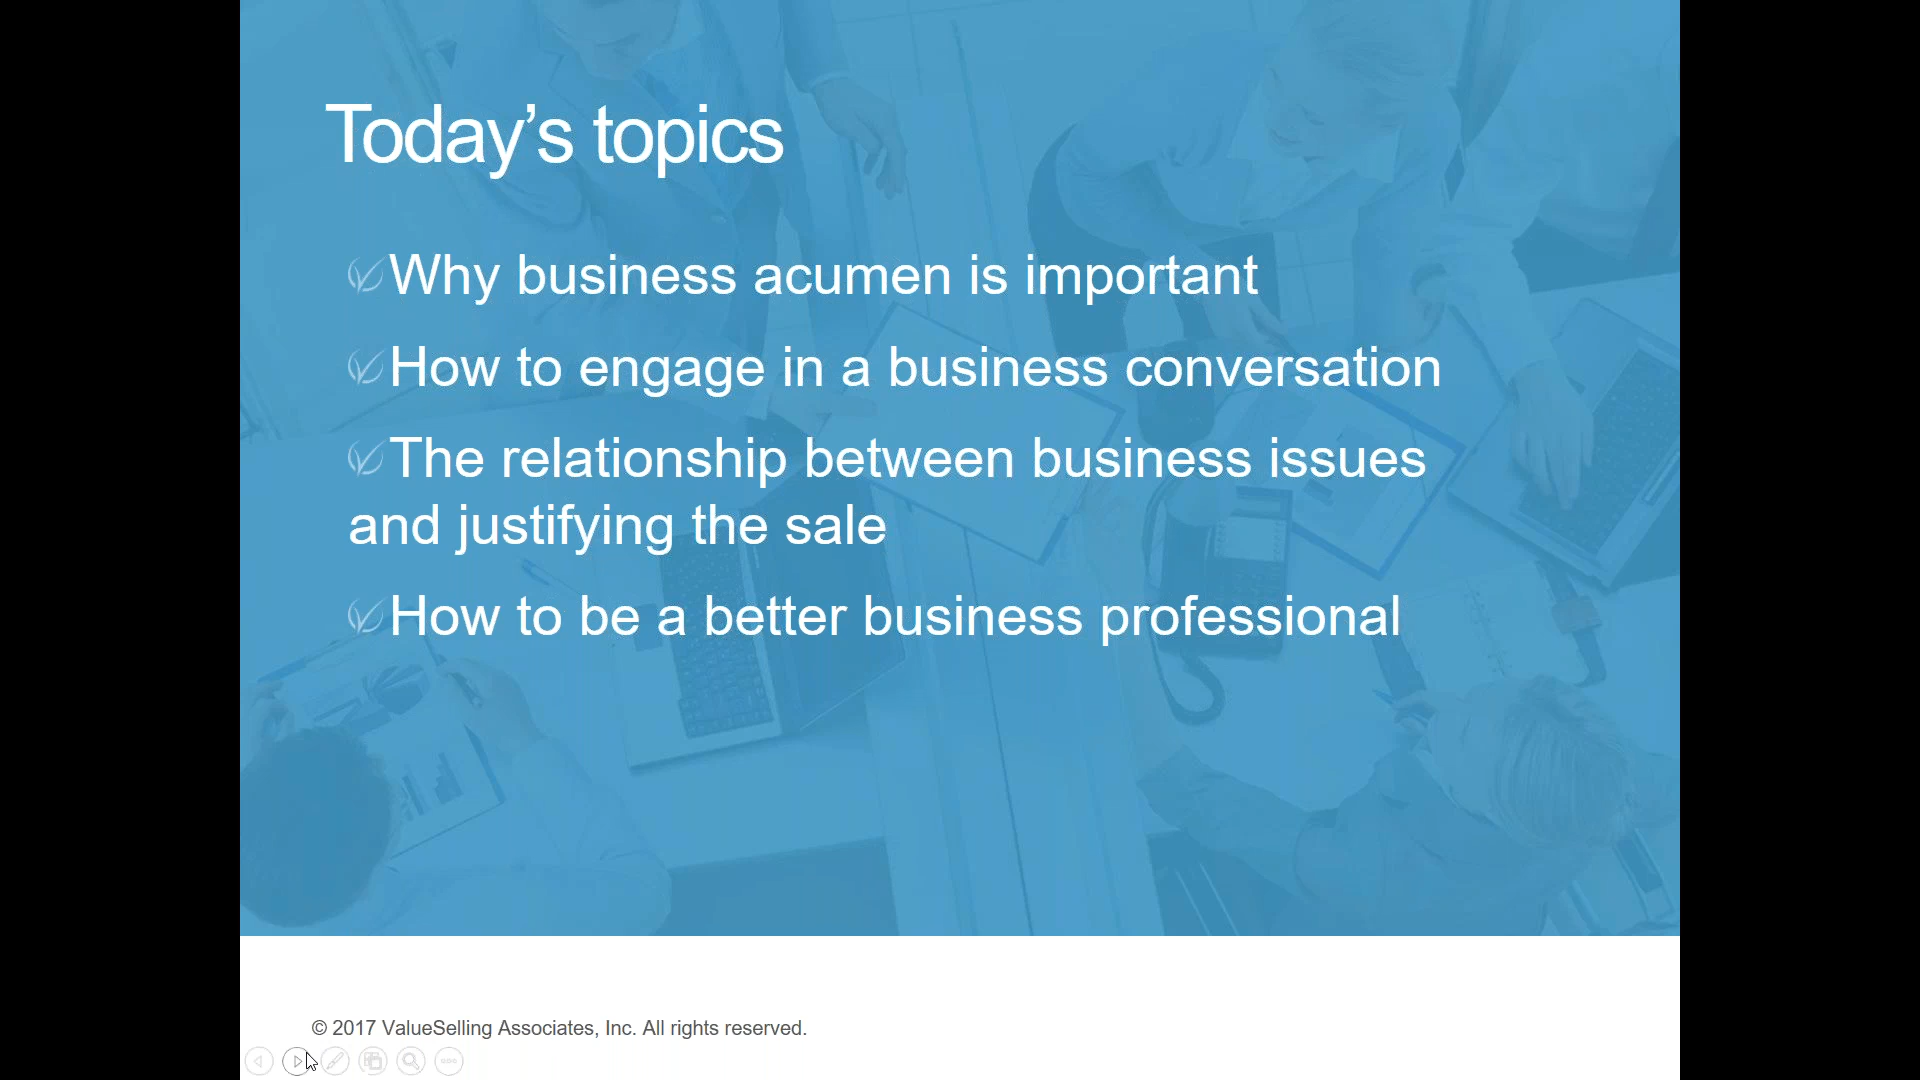 Today’s topics
Why business acumen is important
How to engage in a business conversation
The relationship between business issues
and justifying the sale
How to be a better business professional
© 2017 ValueSelling Associates, Inc. All rights reserved.